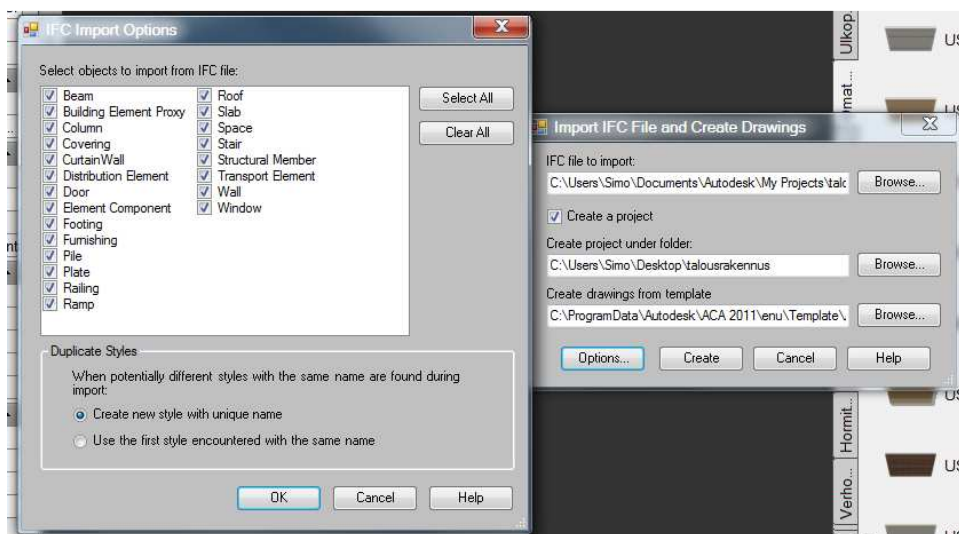 IFC Import Options
Select objects to import from IFC file:
Beam
Building Element Proxy
Column
Covering
CurtainWall
Distribution Element
Door
Element Component
Footing
Furnishing
Pile
Plate
Railing
Ramp
Roof
Slab
Space
Stair
Structural Member
Transport Element
Wall
Window
Select All
Clear All
Duplicate Styles
When potentially different styles with the same name are found during
import:
Create new style with unique name
Use the first style encountered with the same name
OK
Cancel
Help
Import IFC File and Create Drawings
IFC file to import:
C:\Users\Simo\Documents\Autodesk\My Projects\talo
Browse...
Create a project
Create project under folder:
C:\Users\Simo\Desktop\talousrakennus
Browse...
Create drawings from template
C:\ProgramData\Autodesk\ACA 2011\enu\Template\
Browse...
Options...
Create
Cancel
Help
Ulkop.
mat...
Hormit...
Verho...